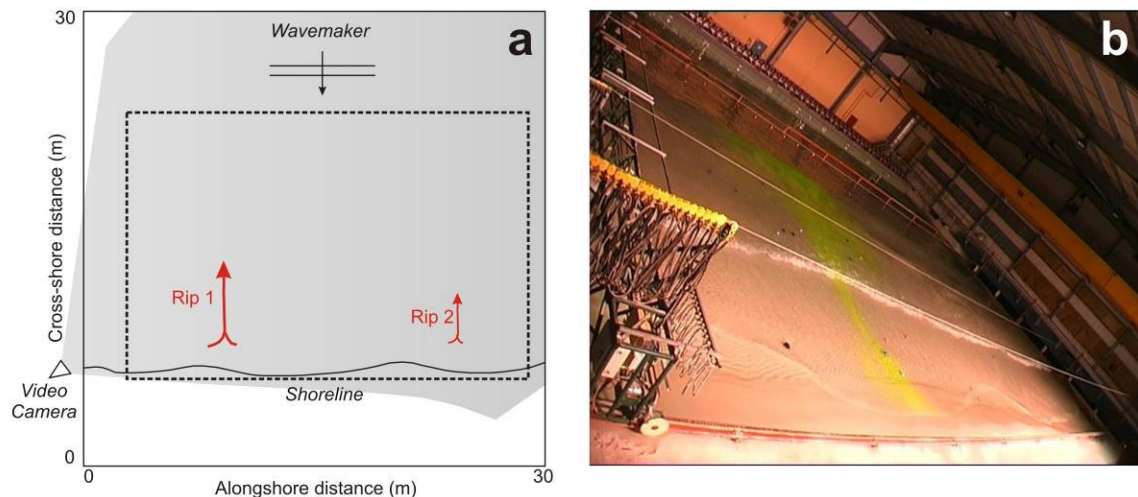 30
Wavemaker
a
b
Cross-shore distance (m)
Rip 1
Rip 2
Video
Camera
Shoreline
0
0
30
Alongshore distance (m)